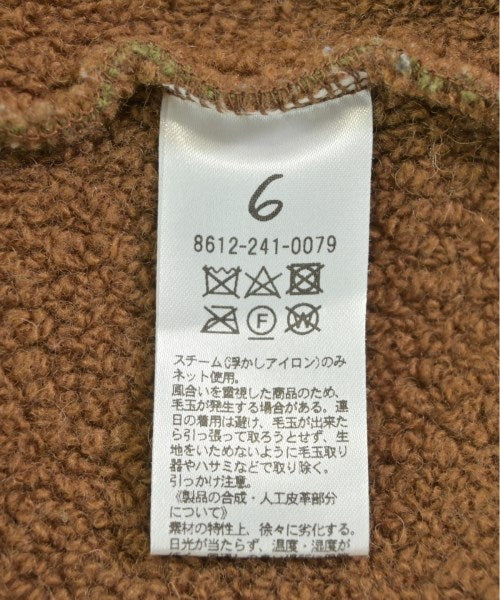 6
8612-241-0079
F W
スチーム(浮かしアイロン)のみ
ネット使用。
風合いを重視した商品のため、
毛玉が発生する場合がある。連
日の着用は避け、毛玉が出来た
ら引っ張って取ろうとせず、生
地をいためないように毛玉取り
器やハサミなどで取り除く。
引っかけ注意。
《製品の合成・人工皮革部分
について》
素材の特性上、徐々に劣化する。
日光が当たらず、温度・湿度が